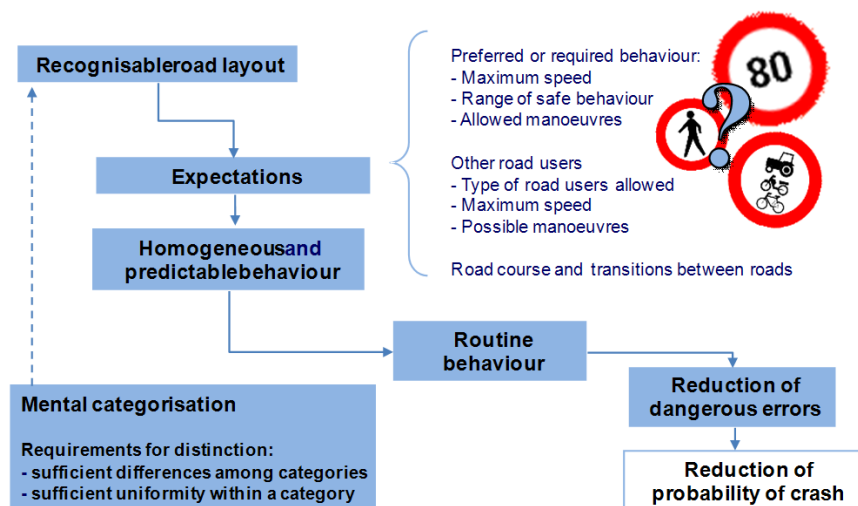 Recognisableroad layout
Expectations
Homogeneousand
predictablebehaviour
Preferred or required behaviour:
- Maximum speed
- Range of safe behaviour
- Allowed manoeuvres
Other road users
- Type of road users allowed
- Maximum speed
- Possible manoeuvres
Road course and transitions between roads
80
?
Routine
behaviour
Reduction of
dangerous errors
Reduction of
probability of crash
Mental categorisation
Requirements for distinction:
- sufficient differences among categories
- sufficient uniformity within a category